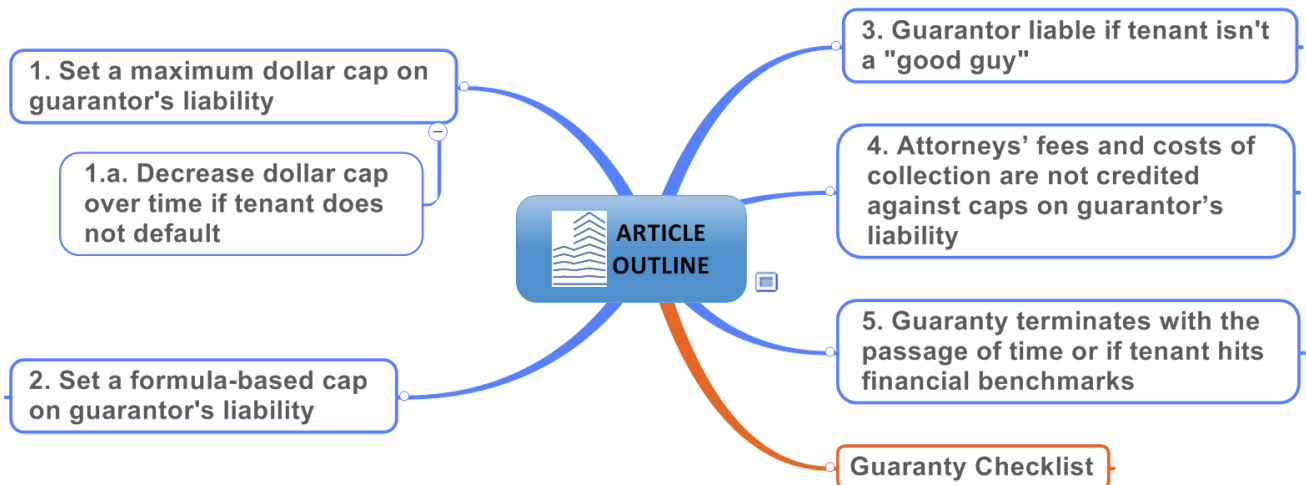 1. Set a maximum dollar cap on
guarantor's liability
1.a. Decrease dollar cap
over time if tenant does
not default
2. Set a formula-based cap
on guarantor's liability
ARTICLE
OUTLINE
3. Guarantor liable if tenant isn't
a "good guy"
4. Attorneys’ fees and costs of
collection are not credited
against caps on guarantor’s
liability
5. Guaranty terminates with the
passage of time or if tenant hits
financial benchmarks
Guaranty Checklist